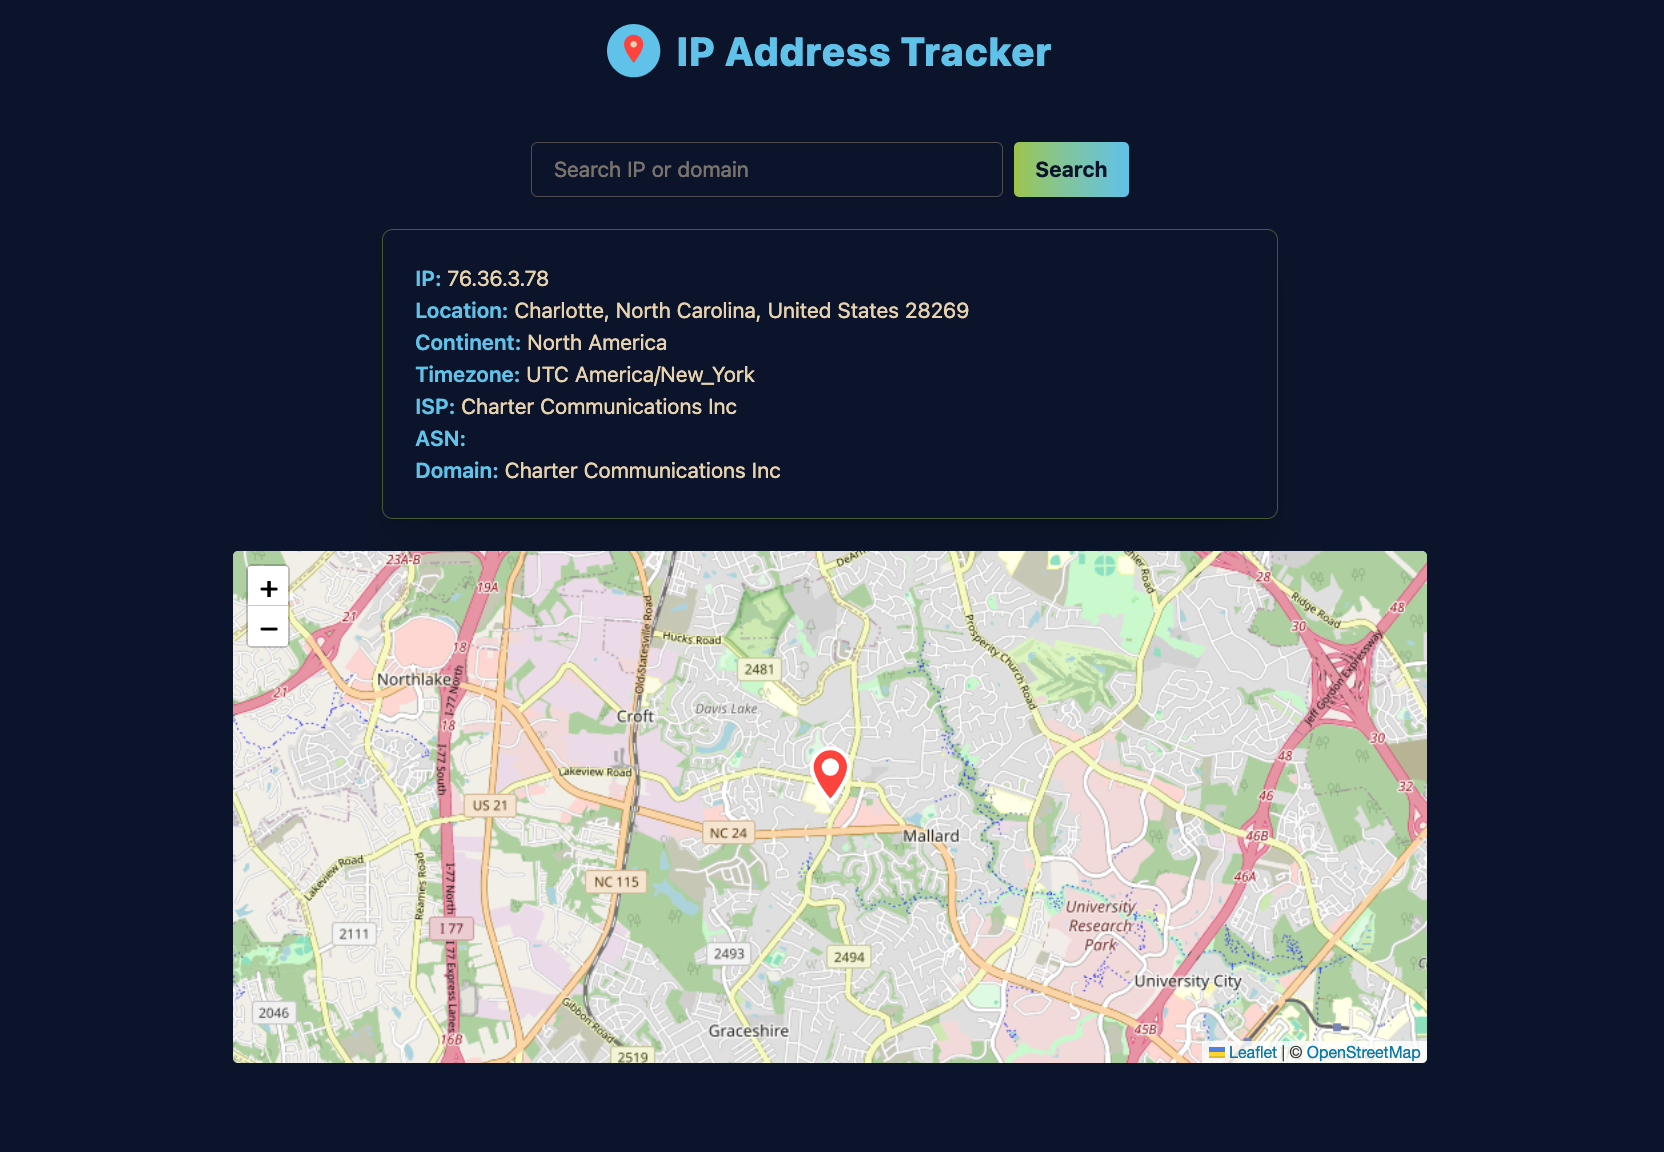 IP Address Tracker
Search IP or domain
Search
IP: 76.36.3.78
Location: Charlotte, North Carolina, United States 28269
Continent: North America
Timezone: UTC America/New_York
ISP: Charter Communications Inc
ASN:
Domain: Charter Communications Inc
+
−
23A-B
19A
21
18
Northlake
21
I-77 North
18
I-77 South
Old Statesville Road
Hucks Road
2481
Croft
Davis Lake
Lakeview Road
US 21
NC 24
NC 115
Mallard
Prosperity Church Road
28
Ridge Road
48
30
Jeff Gordon Expressway
30
48
32
46
46B
46A
Lakeview Road
Reames Road
I-77 North
2111
I 77
I 77 Express Lanes
2046
16B
2493
2494
Gibbon Road
2519
Graceshire
University
Research
Park
University City
45B
Leaflet | © OpenStreetMap